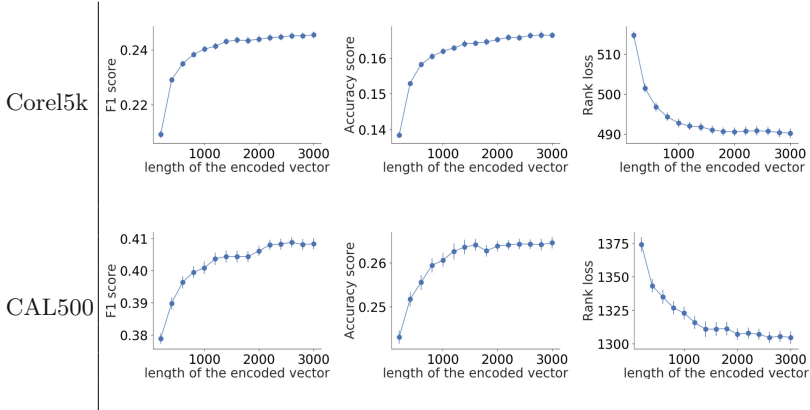 Corel5k
F1 score
0.24
0.22
1000 2000 3000
length of the encoded vector
Accuracy score
0.16
0.15
0.14
1000 2000 3000
length of the encoded vector
Rank loss
510
500
490
1000 2000 3000
length of the encoded vector
CAL500
F1 score
0.41
0.40
0.39
0.38
1000 2000 3000
length of the encoded vector
Accuracy score
0.26
0.25
1000 2000 3000
length of the encoded vector
Rank loss
1375
1350
1325
1300
1000 2000 3000
length of the encoded vector